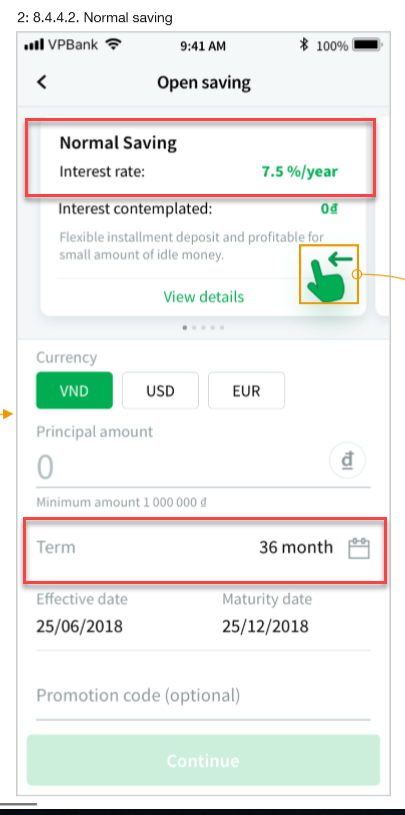 2: 8.4.4.2. Normal saving
VPBank 9:41 AM 100%
Open saving
Normal Saving
Interest rate: 7.5 %/year
Interest contemplated: 0₫
Flexible installment deposit and profitable for
small amount of idle money.
View details
Currency
VND USD EUR
Principal amount
0 ₫
Minimum amount 1 000 000 ₫
Term 36 month
Effective date Maturity date
25/06/2018 25/12/2018
Promotion code (optional)
Continue